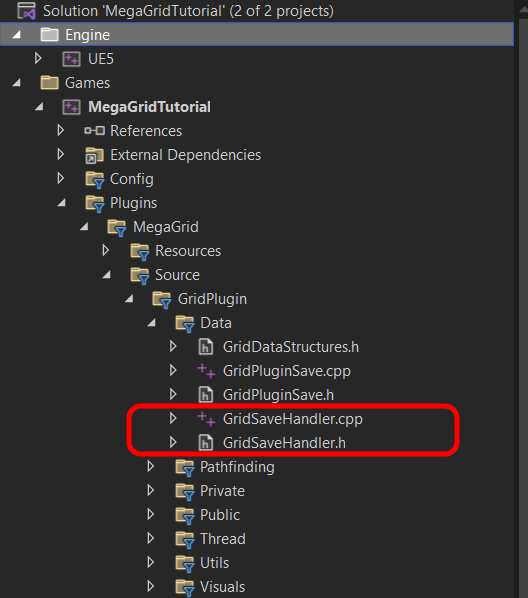 Solution 'MegaGridTutorial' (2 of 2 projects)
Engine
UE5
Games
MegaGridTutorial
References
External Dependencies
Config
Plugins
MegaGrid
Resources
Source
GridPlugin
Data
GridDataStructures.h
GridPluginSave.cpp
GridPluginSave.h
GridSaveHandler.cpp
GridSaveHandler.h
Pathfinding
Private
Public
Thread
Utils
Visuals